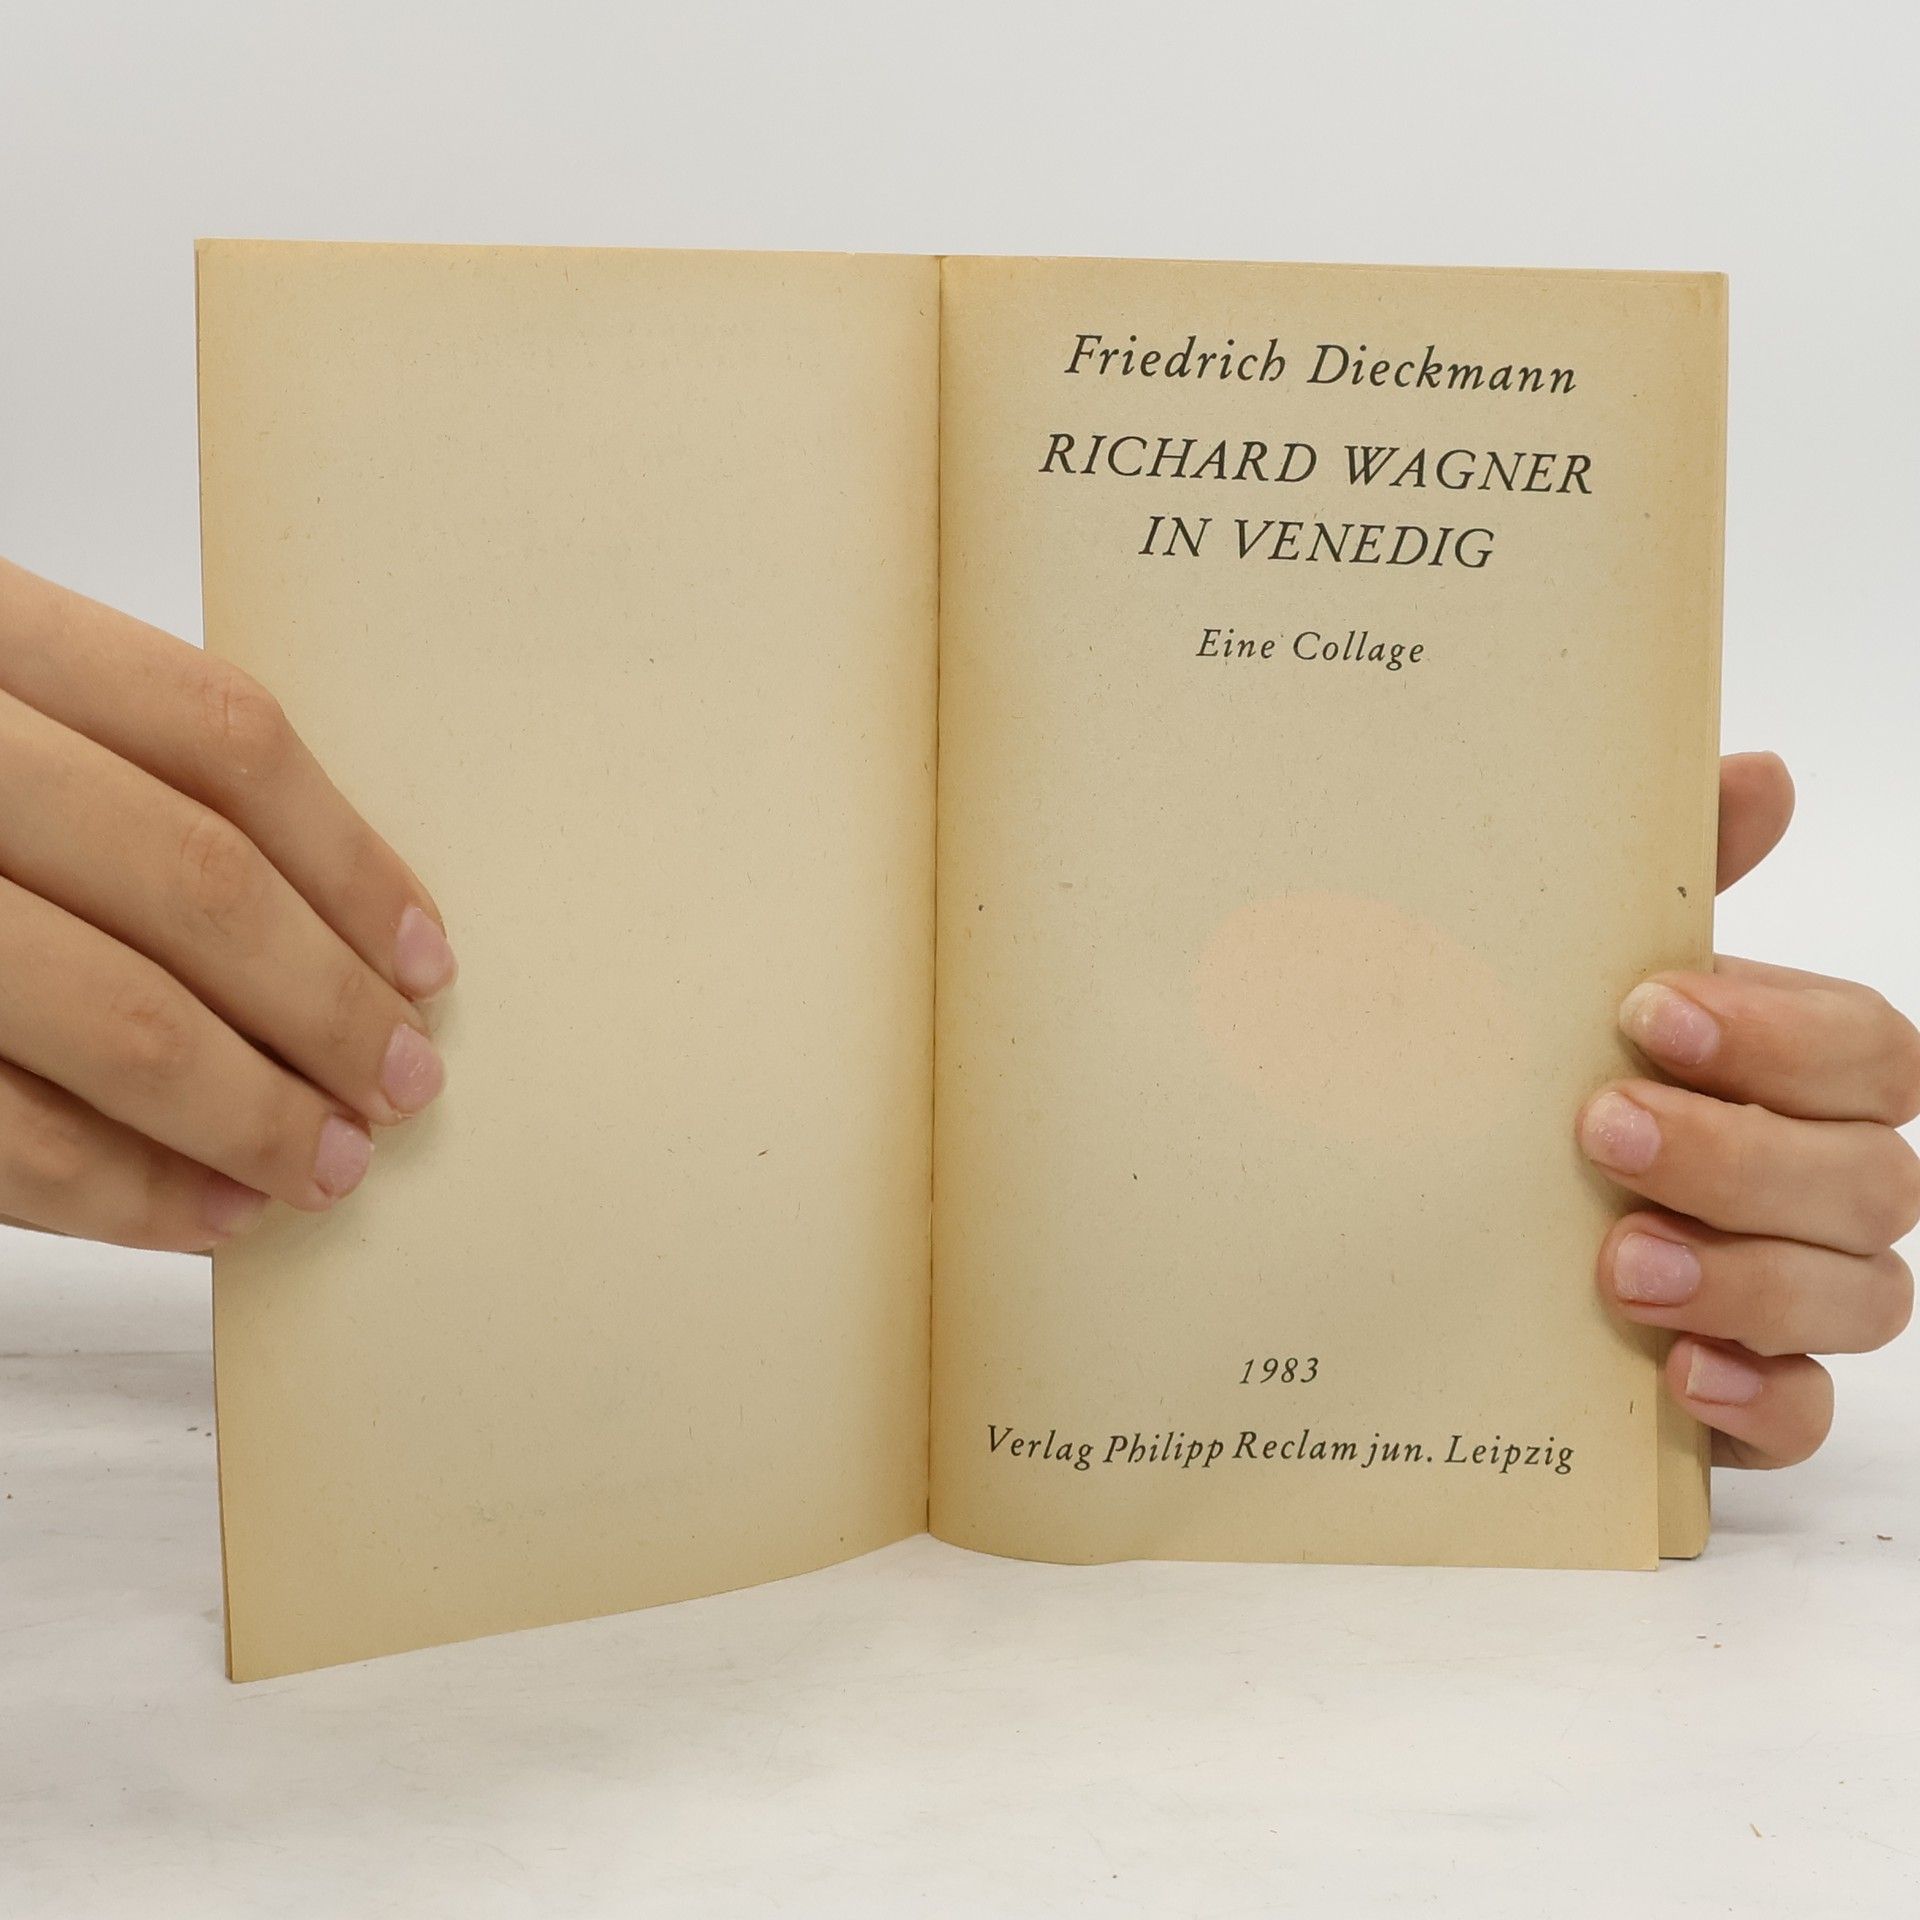 Friedrich Dieckmann
RICHARD WAGNER
IN VENEDIG
Eine Collage
1983
Verlag Philipp Reclam jun. Leipzig